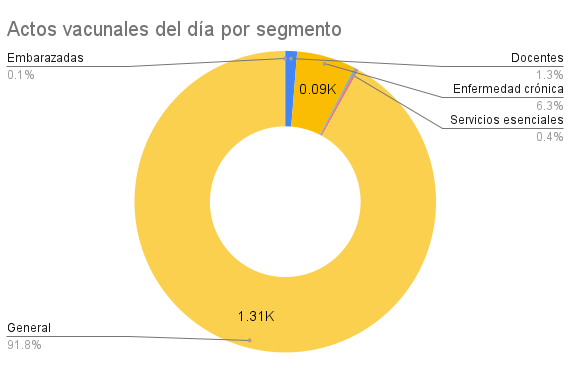 Actos vacunales del día por segmento
Embarazadas
0.1%
Docentes
1.3%
Enfermedad crónica
6.3%
Servicios esenciales
0.4%
0.09K
1.31K
General
91.8%